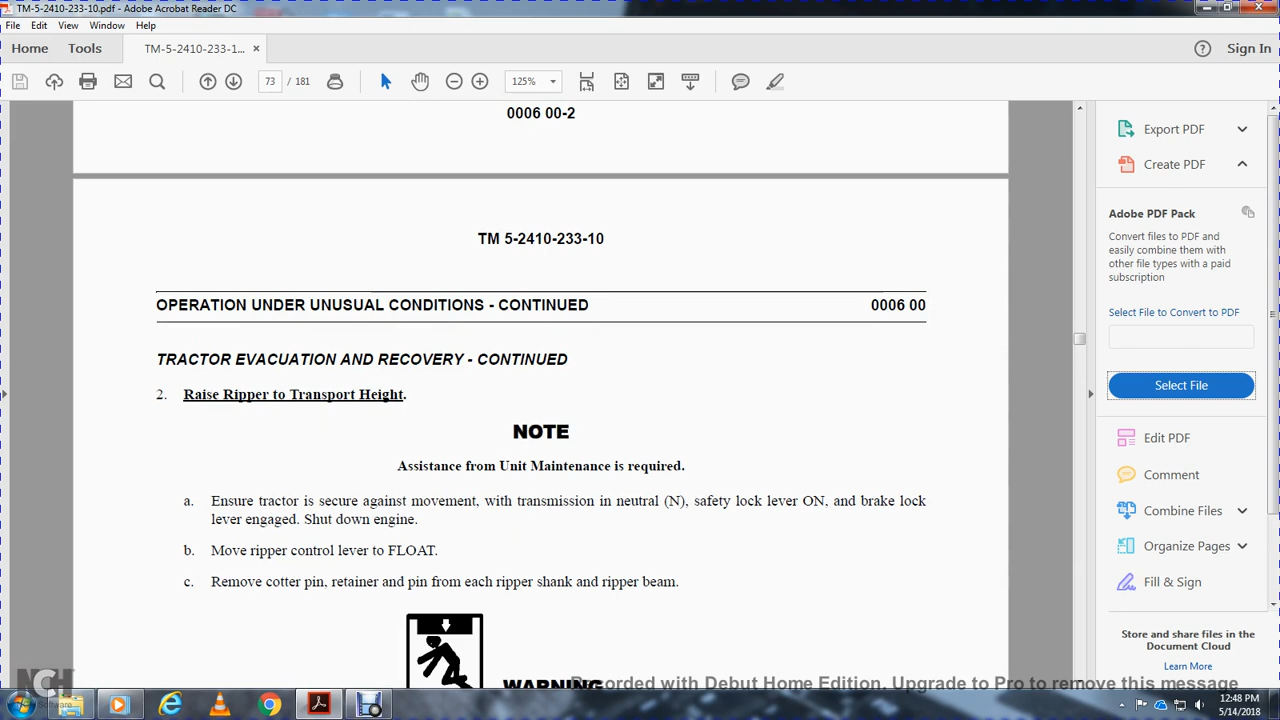 TM-5-2410-233-10.pdf - Adobe Acrobat Reader DC
File Edit View Window Help
Home Tools TM-5-2410-233-1... × Sign In
73 / 181 125%
0006 00-2
TM 5-2410-233-10
OPERATION UNDER UNUSUAL CONDITIONS - CONTINUED 0006 00
TRACTOR EVACUATION AND RECOVERY - CONTINUED
2. Raise Ripper to Transport Height.
NOTE
Assistance from Unit Maintenance is required.
a. Ensure tractor is secure against movement, with transmission in neutral (N), safety lock lever ON, and brake lock
lever engaged. Shut down engine.
b. Move ripper control lever to FLOAT.
c. Remove cotter pin, retainer and pin from each ripper shank and ripper beam.
WARNING
Export PDF
Create PDF
Adobe PDF Pack
Convert files to PDF and
easily combine them with
other file types with a paid
subscription
Select File to Convert to PDF
Select File
Edit PDF
Comment
Combine Files
Organize Pages
Fill & Sign
Store and share files in the
Document Cloud
Learn More
NCH
Software
Recorded with Debut Home Edition, Upgrade to Pro to remove this message
12:48 PM
5/14/2018